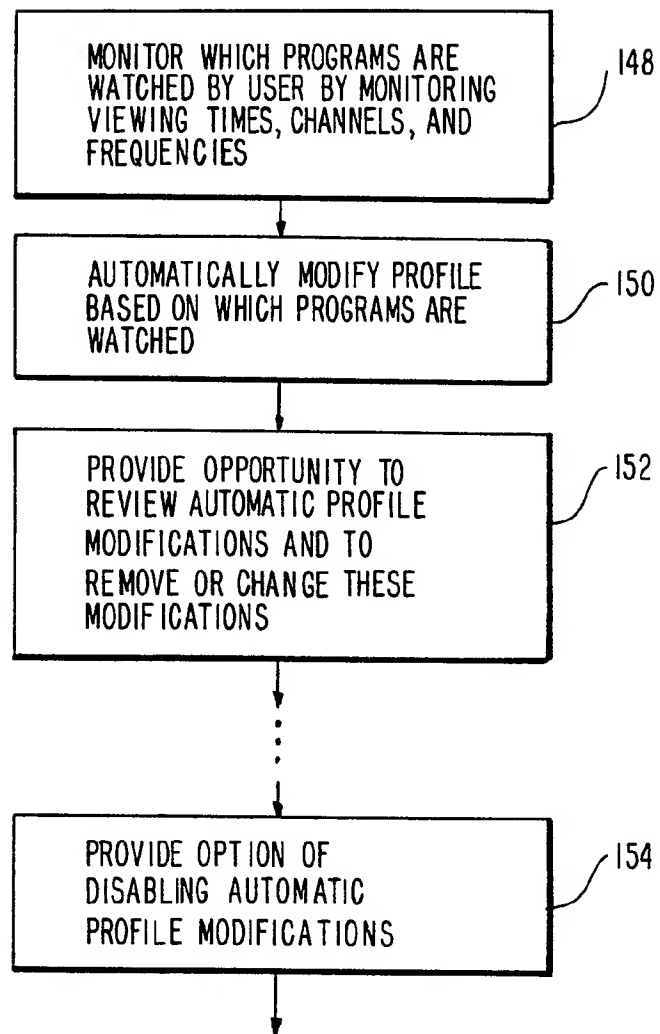 MONITOR WHICH PROGRAMS ARE
WATCHED BY USER BY MONITORING
VIEWING TIMES, CHANNELS, AND
FREQUENCIES
148
AUTOMATICALLY MODIFY PROFILE
BASED ON WHICH PROGRAMS ARE
WATCHED
150
PROVIDE OPPORTUNITY TO
REVIEW AUTOMATIC PROFILE
MODIFICATIONS AND TO
REMOVE OR CHANGE THESE
MODIFICATIONS
152
PROVIDE OPTION OF
DISABLING AUTOMATIC
PROFILE MODIFICATIONS
154